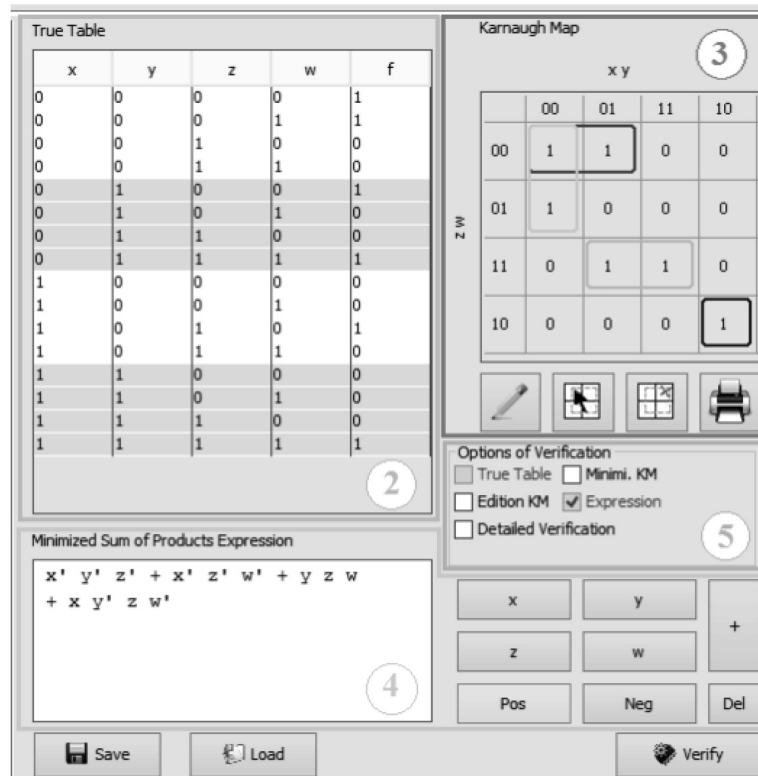 True Table
x y z w f
0 0 0 0 1
0 0 0 1 1
0 0 1 0 0
0 0 1 1 0
0 1 0 0 1
0 1 0 1 0
0 1 1 0 0
0 1 1 1 1
1 0 0 0 0
1 0 0 1 0
1 0 1 0 1
1 0 1 1 0
1 1 0 0 0
1 1 0 1 0
1 1 1 0 0
1 1 1 1 1
2
Karnaugh Map
3
x y
00 01 11 10
00 1 1 0 0
01 1 0 0 0
z w
11 0 1 1 0
10 0 0 0 1
Options of Verification
True Table Minimi. KM
Edition KM Expression
Detailed Verification
5
Minimized Sum of Products Expression
x' y' z' + x' z' w' + y z w
+ x y' z w'
4
x y
+
z w
Pos Neg Del
Save Load Verify